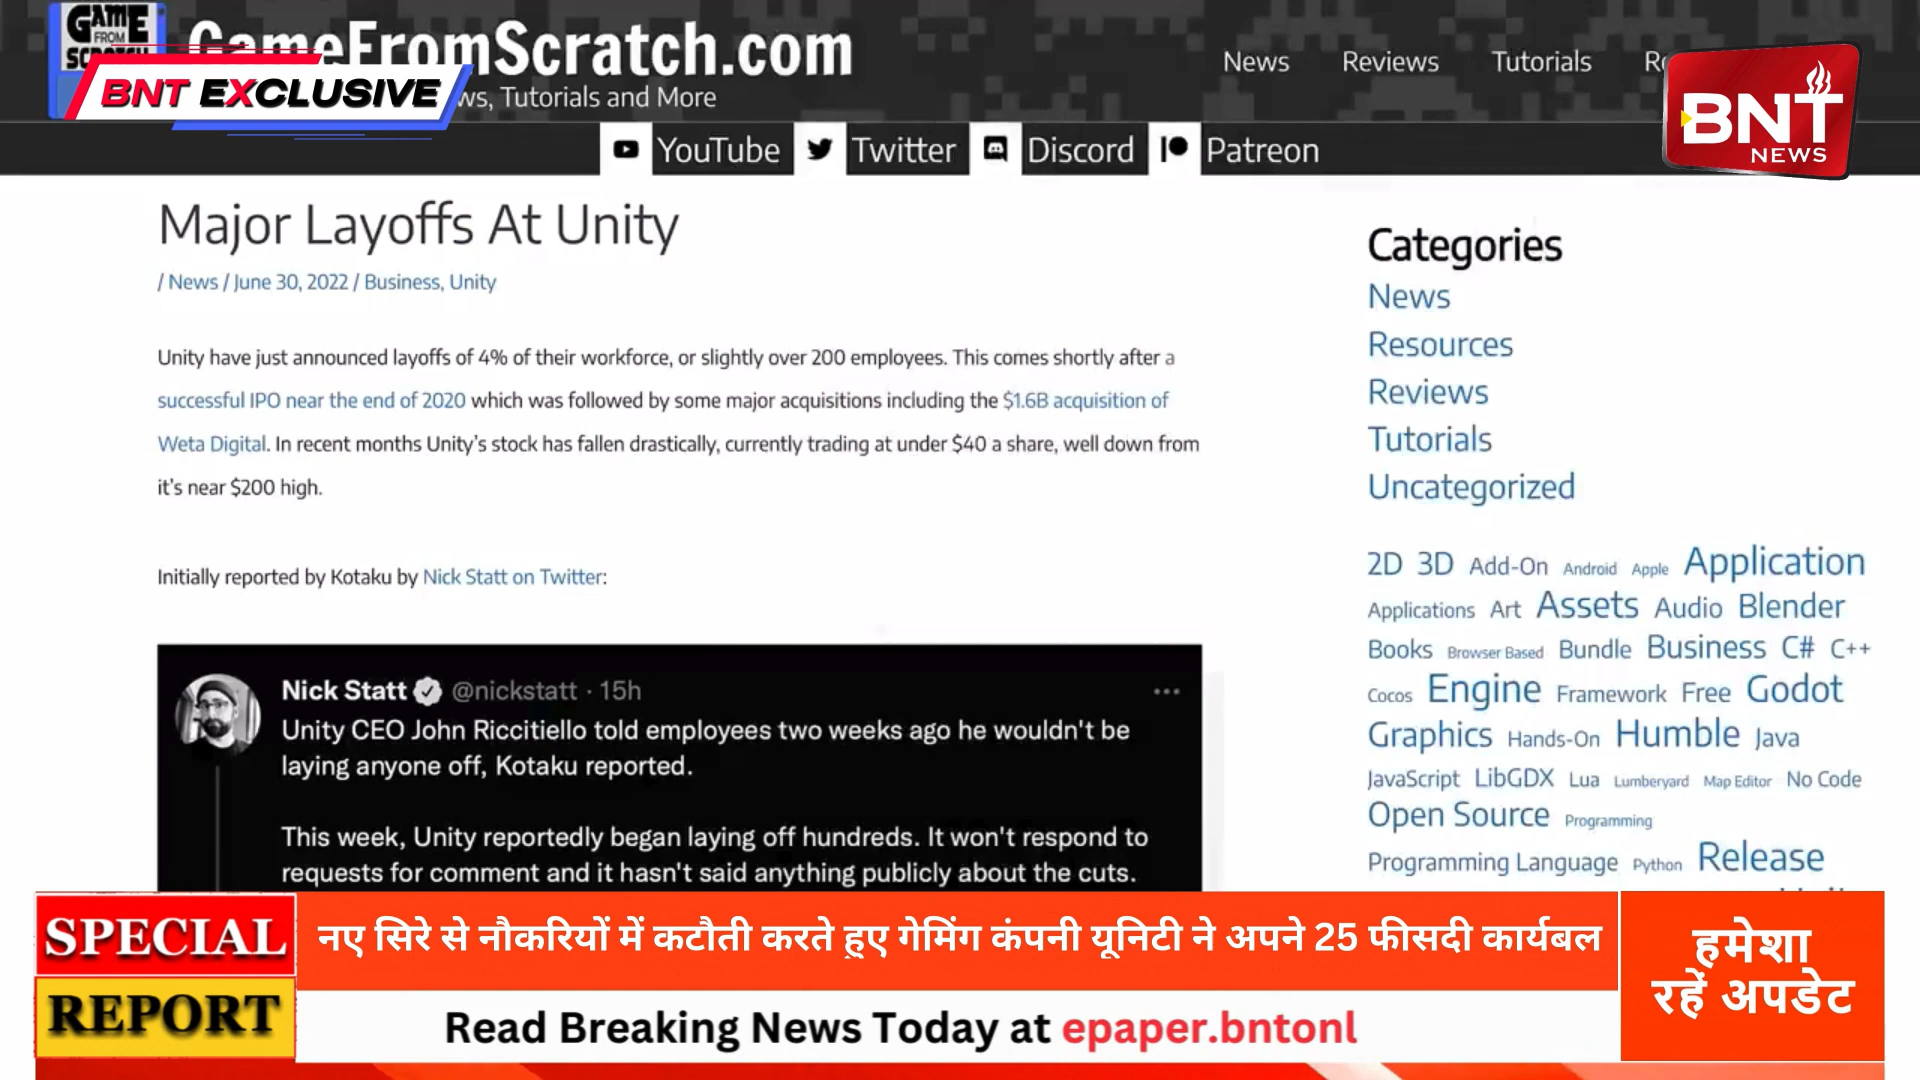 GAME
FROM
GameFromScratch.com
BNT EXCLUSIVE
ws, Tutorials and More
News Reviews Tutorials
BNT
NEWS
YouTube Twitter Discord Patreon
Major Layoffs At Unity
/ News / June 30, 2022 / Business, Unity
Unity have just announced layoffs of 4% of their workforce, or slightly over 200 employees. This comes shortly after a
successful IPO near the end of 2020 which was followed by some major acquisitions including the $1.6B acquisition of
Weta Digital. In recent months Unity's stock has fallen drastically, currently trading at under $40 a share, well down from
it's near $200 high.
Initially reported by Kotaku by Nick Statt on Twitter:
Nick Statt @nickstatt · 15h
Unity CEO John Riccitiello told employees two weeks ago he wouldn't be
laying anyone off, Kotaku reported.
This week, Unity reportedly began laying off hundreds. It won't respond to
requests for comment and it hasn't said anything publicly about the cuts.
Categories
News
Resources
Reviews
Tutorials
Uncategorized
2D 3D Add-On Android Apple Application
Applications Art Assets Audio Blender
Books Browser Based Bundle Business C# C++
Cocos Engine Framework Free Godot
Graphics Hands-On Humble Java
JavaScript LibGDX Lua Lumberyard Map Editor No Code
Open Source Programming
Programming Language Python Release
SPECIAL
REPORT
नए सिरे से नौकरियों में कटौती करते हुए गेमिंग कंपनी यूनिटी ने अपने 25 फीसदी कार्यबल
Read Breaking News Today at epaper.bntonl
हमेशा
रहें अपडेट